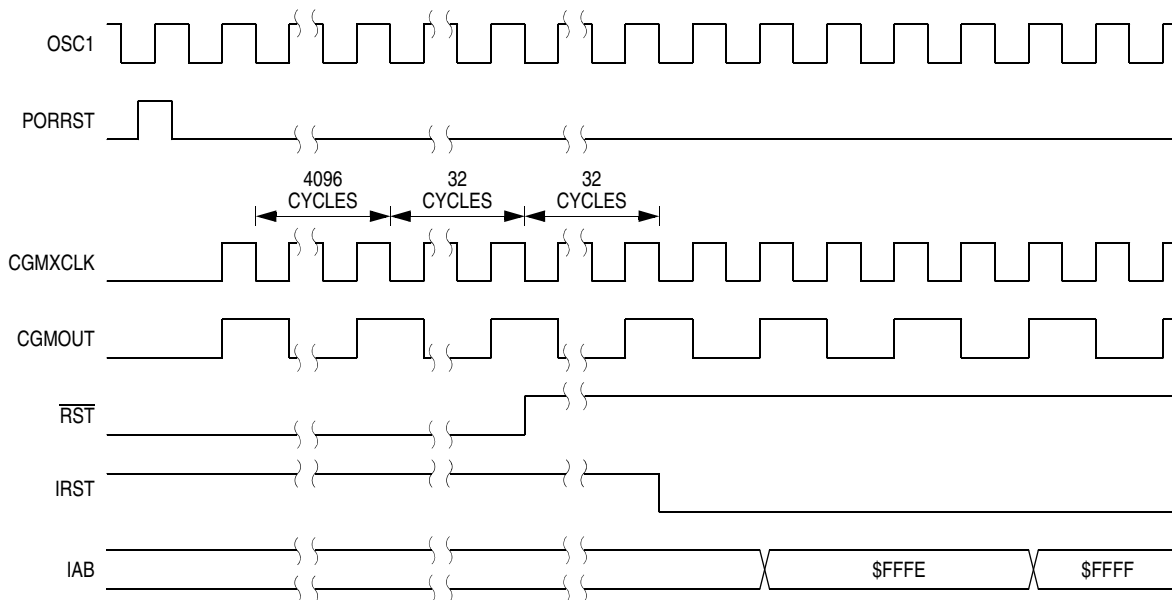 OSC1
PORRST
4096
CYCLES
32
CYCLES
32
CYCLES
CGMXCLK
CGMOUT
RST
IRST
IAB
$FFFE
$FFFF